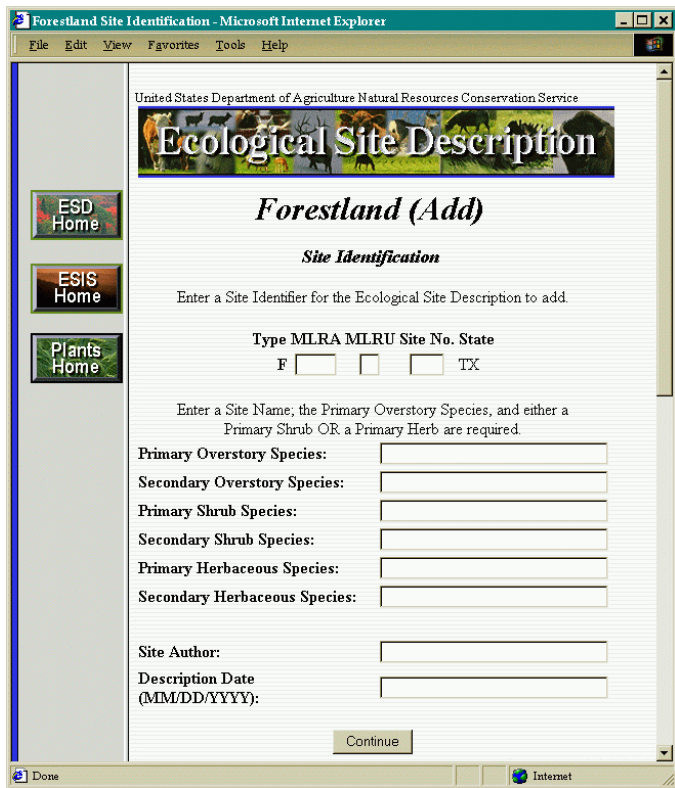 Forestland Site Identification - Microsoft Internet Explorer
File Edit View Favorites Tools Help
United States Department of Agriculture Natural Resources Conservation Service
Ecological Site Description
ESD
Home
ESIS
Home
Plants
Home
Forestland (Add)
Site Identification
Enter a Site Identifier for the Ecological Site Description to add.
Type MLRA MLRU Site No. State
F TX
Enter a Site Name; the Primary Overstory Species, and either a
Primary Shrub OR a Primary Herb are required.
Primary Overstory Species:
Secondary Overstory Species:
Primary Shrub Species:
Secondary Shrub Species:
Primary Herbaceous Species:
Secondary Herbaceous Species:
Site Author:
Description Date
(MM/DD/YYYY):
Continue
Done Internet